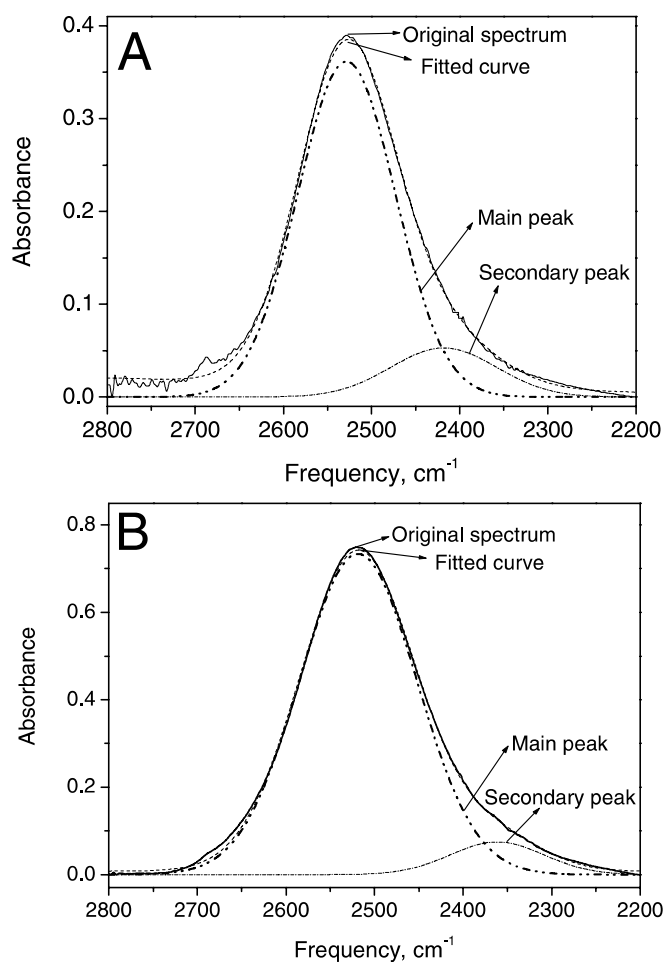 A
Original spectrum
Fitted curve
Main peak
Secondary peak
Absorbance
0.4
0.3
0.2
0.1
0.0
2800 2700 2600 2500 2400 2300 2200
Frequency, cm-1
B
Original spectrum
Fitted curve
Main peak
Secondary peak
Absorbance
0.8
0.6
0.4
0.2
0.0
2800 2700 2600 2500 2400 2300 2200
Frequency, cm-1